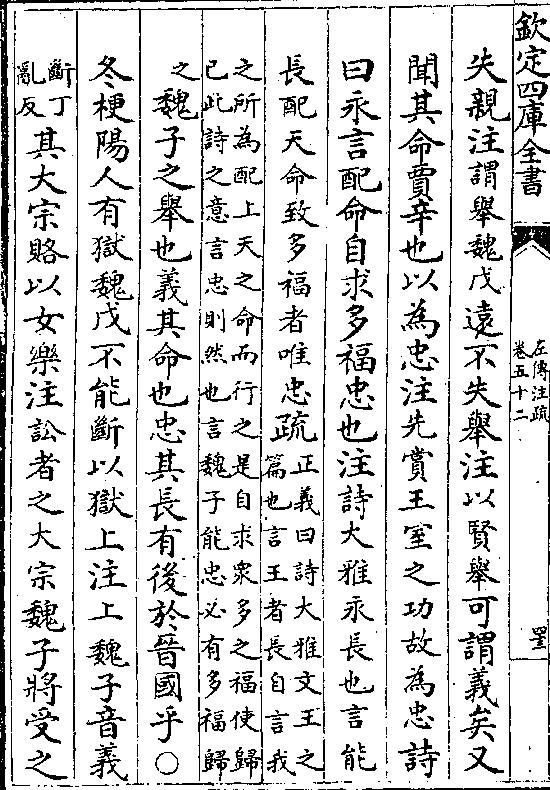 欽定四庫全書
左傳注疏
卷五十二
失親注謂舉魏戊遠不失舉注以賢舉可謂義矣又
聞其命賈辛也以為忠注先賞王室之功故為忠詩
曰永言配命自求多福忠也注詩大雅永長也言能
長配天命致多福者唯忠疏正義曰詩大雅文王之
篇也言王者長自言我
之所為配上天之命而行之是自求衆多之福使歸
已此詩之意言忠則然也言魏子能忠必有多福歸
之魏子之舉也義其命也忠其長有後於晉國乎○
冬梗陽人有獄魏戊不能斷以獄上注上魏子音義
斷丁
亂反其大宗賂以女樂注訟者之大宗魏子將受之